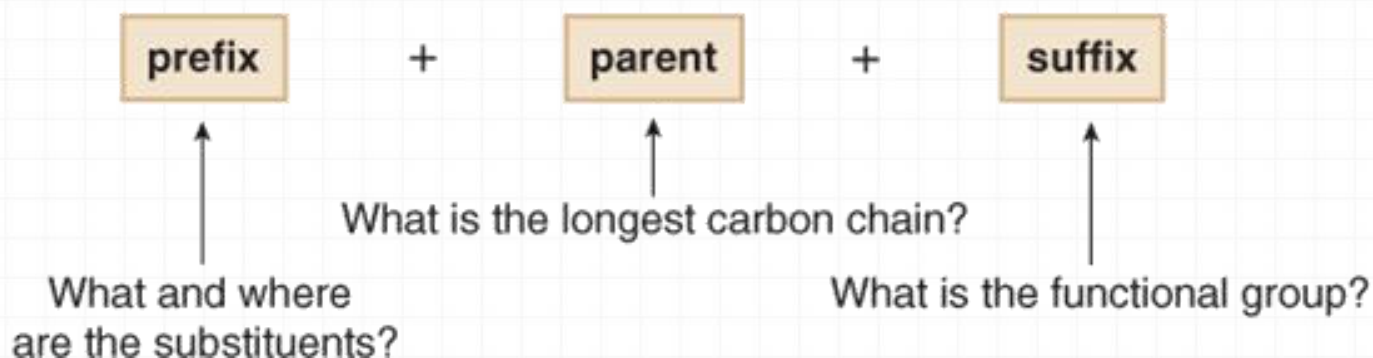 prefix + parent + suffix
What is the longest carbon chain?
What and where
are the substituents?
What is the functional group?